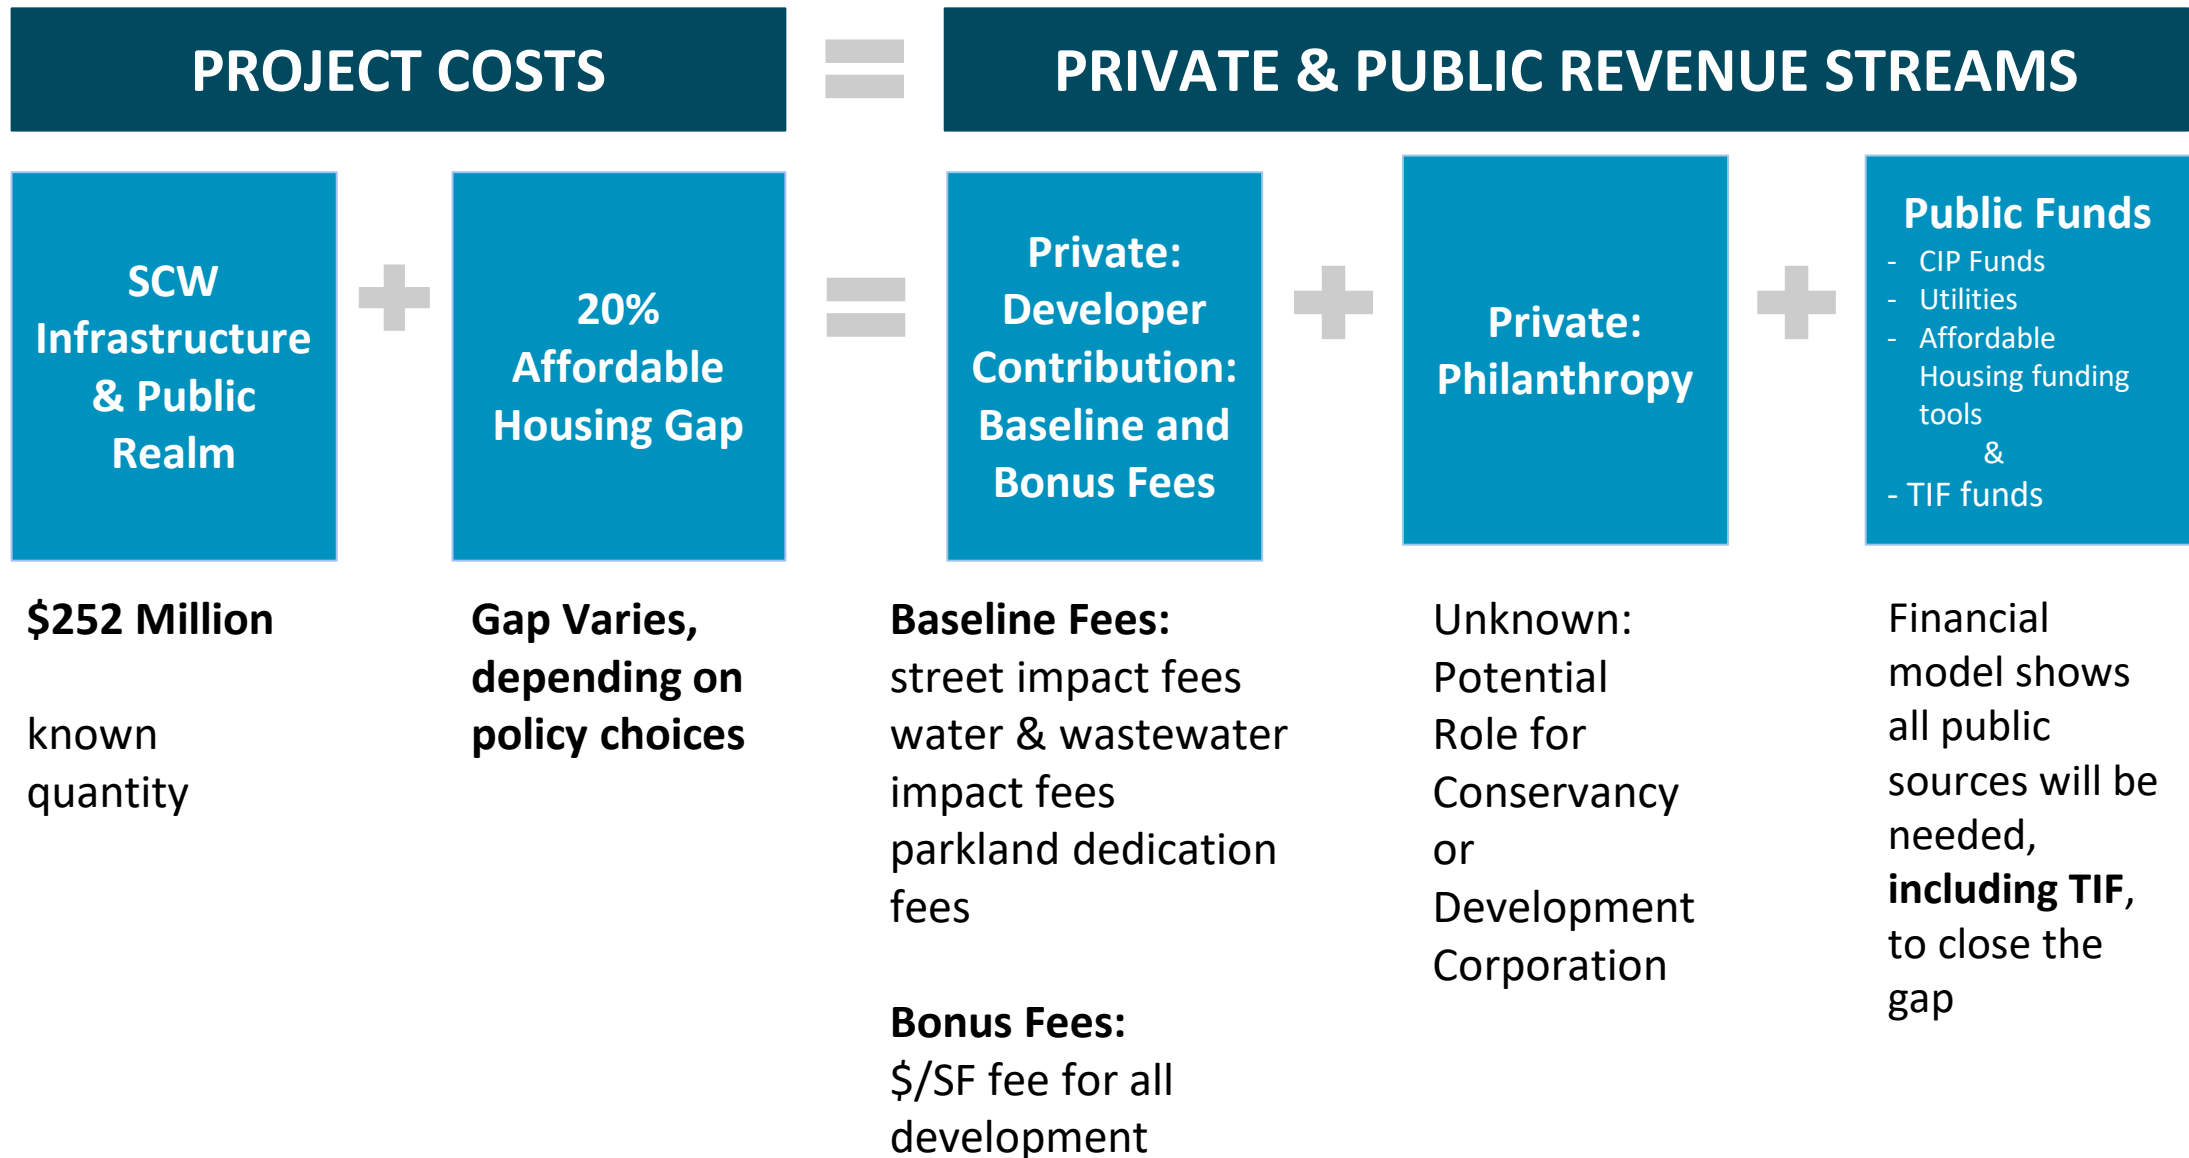 PROJECT COSTS
PRIVATE & PUBLIC REVENUE STREAMS
SCW
Infrastructure
& Public
Realm
20%
Affordable
Housing Gap
Private:
Developer
Contribution:
Baseline and
Bonus Fees
Private:
Philanthropy
Public Funds
- CIP Funds
- Utilities
- Affordable
Housing funding
tools
&
- TIF funds
$252 Million
known
quantity
Gap Varies,
depending on
policy choices
Baseline Fees:
street impact fees
water & wastewater
impact fees
parkland dedication
fees
Bonus Fees:
$/SF fee for all
development
Unknown:
Potential
Role for
Conservancy
or
Development
Corporation
Financial
model shows
all public
sources will be
needed,
including TIF,
to close the
gap